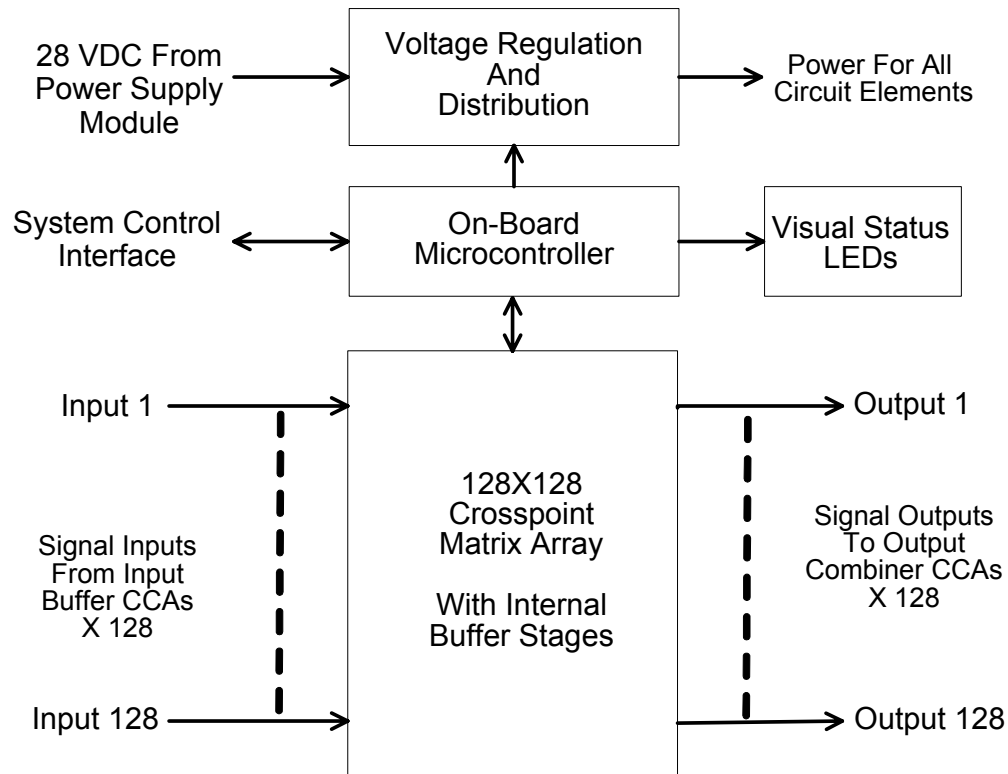 28 VDC From
Power Supply
Module
Voltage Regulation
And
Distribution
Power For All
Circuit Elements
System Control
Interface
On-Board
Microcontroller
Visual Status
LEDs
Input 1
Signal Inputs
From Input
Buffer CCAs
X 128
Input 128
128X128
Crosspoint
Matrix Array
With Internal
Buffer Stages
Output 1
Signal Outputs
To Output
Combiner CCAs
X 128
Output 128